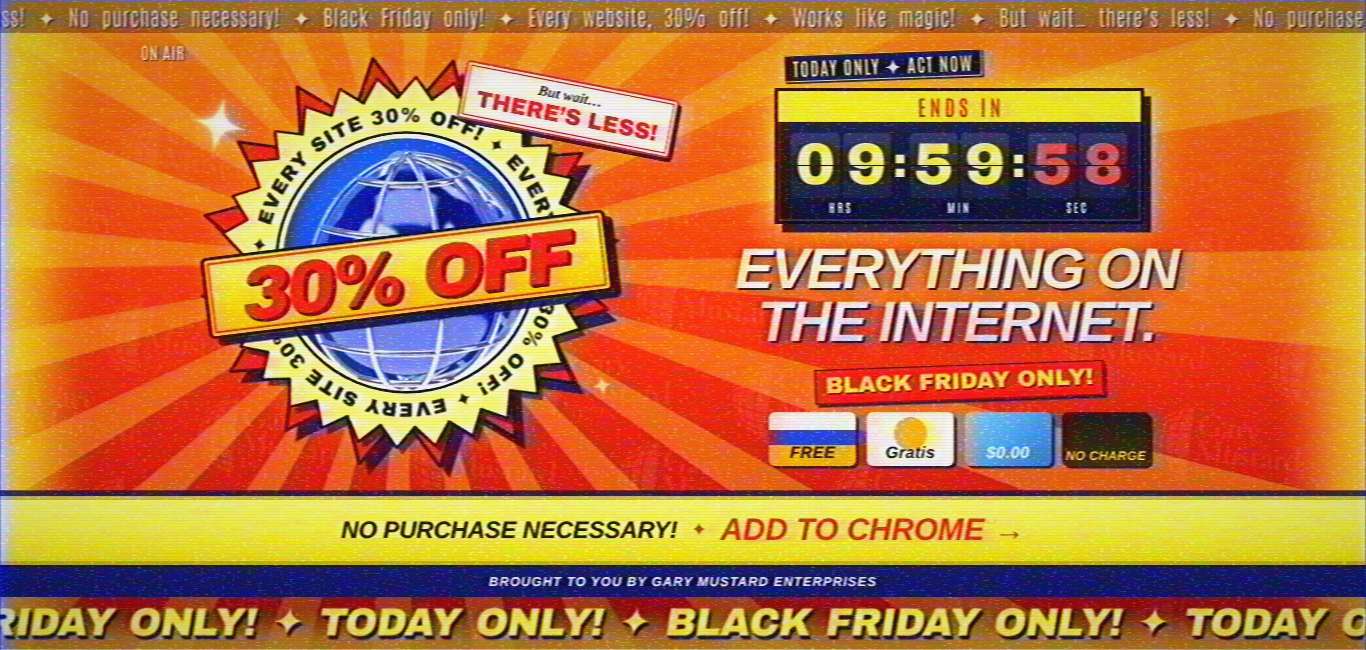 ss! ✦ No purchase necessary! ✦ Black Friday only! ✦ Every website, 30% off! ✦ Works like magic! ✦ But wait… there's less! ✦ No purchase
ON AIR
But wait...
THERE'S LESS!
EVERY SITE 30% OFF! ✦ EVERY
30% OFF! ✦ EVERY SITE 30%
30% OFF
TODAY ONLY ✦ ACT NOW
ENDS IN
09:59:58
HRS MIN SEC
EVERYTHING ON
THE INTERNET.
BLACK FRIDAY ONLY!
FREE Gratis $0.00 NO CHARGE
NO PURCHASE NECESSARY! ✦ ADD TO CHROME →
BROUGHT TO YOU BY GARY MUSTARD ENTERPRISES
RIDAY ONLY! ✦ TODAY ONLY! ✦ BLACK FRIDAY ONLY! ✦ TODAY O